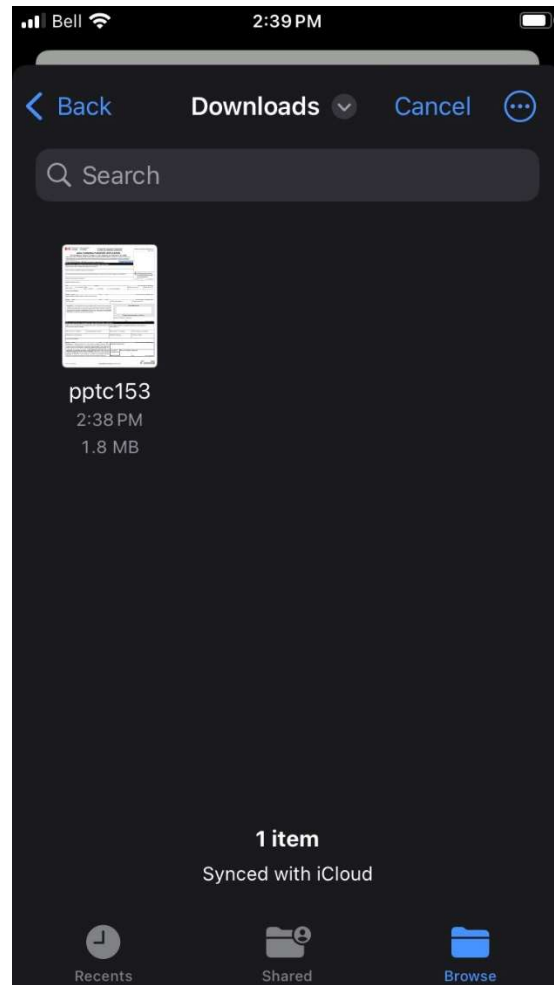 Bell 2:39 PM
Back Downloads Cancel
Search
pptc153
2:38 PM
1.8 MB
1 item
Synced with iCloud
Recents Shared Browse